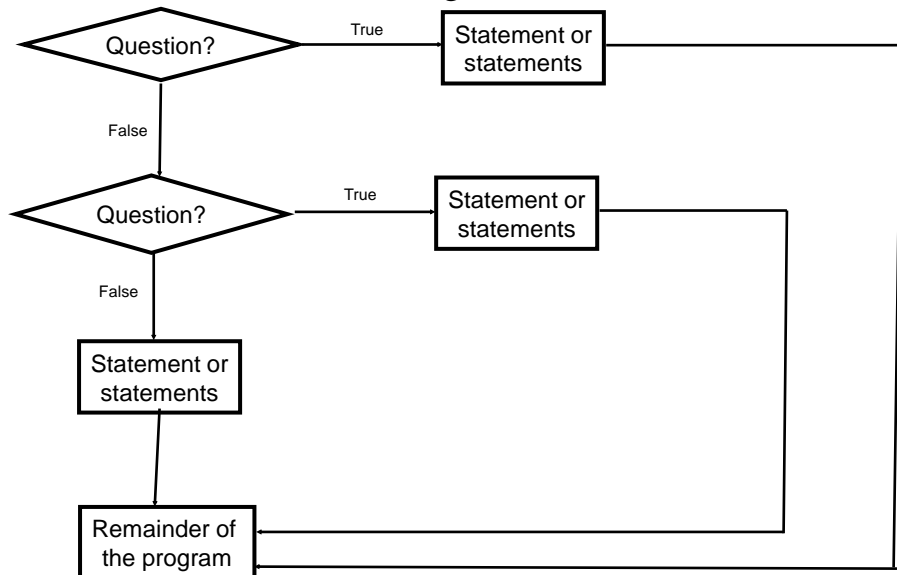 Question?
True
Statement or
statements
False
Question?
True
Statement or
statements
False
Statement or
statements
Remainder of
the program